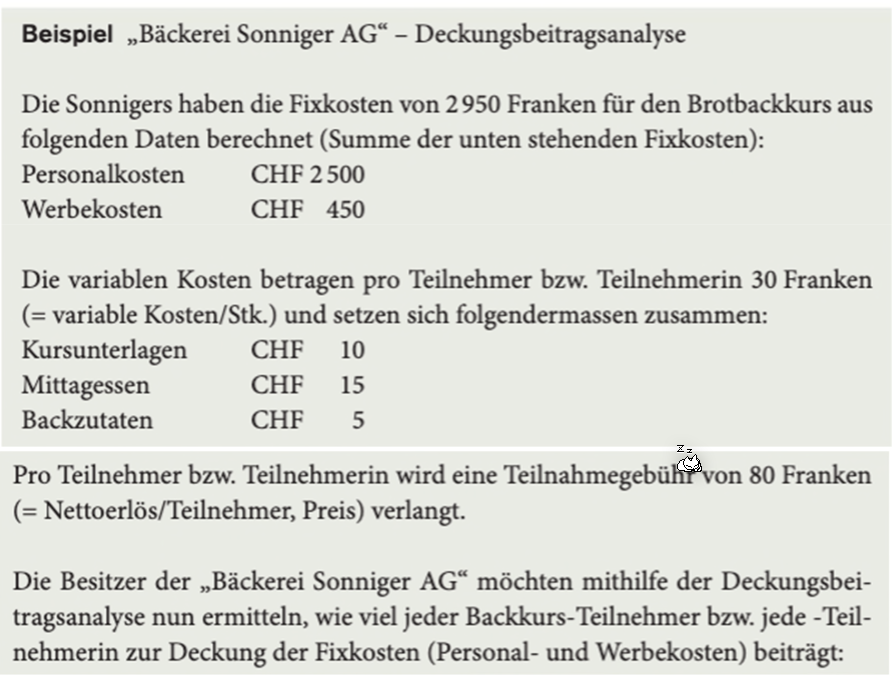 Beispiel „Bäckerei Sonniger AG“ – Deckungsbeitragsanalyse
Die Sonnigers haben die Fixkosten von 2 950 Franken für den Brotbackkurs aus
folgenden Daten berechnet (Summe der unten stehenden Fixkosten):
Personalkosten CHF 2 500
Werbekosten CHF 450
Die variablen Kosten betragen pro Teilnehmer bzw. Teilnehmerin 30 Franken
(= variable Kosten/Stk.) und setzen sich folgendermassen zusammen:
Kursunterlagen CHF 10
Mittagessen CHF 15
Backzutaten CHF 5
Pro Teilnehmer bzw. Teilnehmerin wird eine Teilnahmegebühr von 80 Franken
(= Nettoerlös/Teilnehmer, Preis) verlangt.
Die Besitzer der „Bäckerei Sonniger AG“ möchten mithilfe der Deckungsbei-
tragsanalyse nun ermitteln, wie viel jeder Backkurs-Teilnehmer bzw. jede -Teil-
nehmerin zur Deckung der Fixkosten (Personal- und Werbekosten) beiträgt: